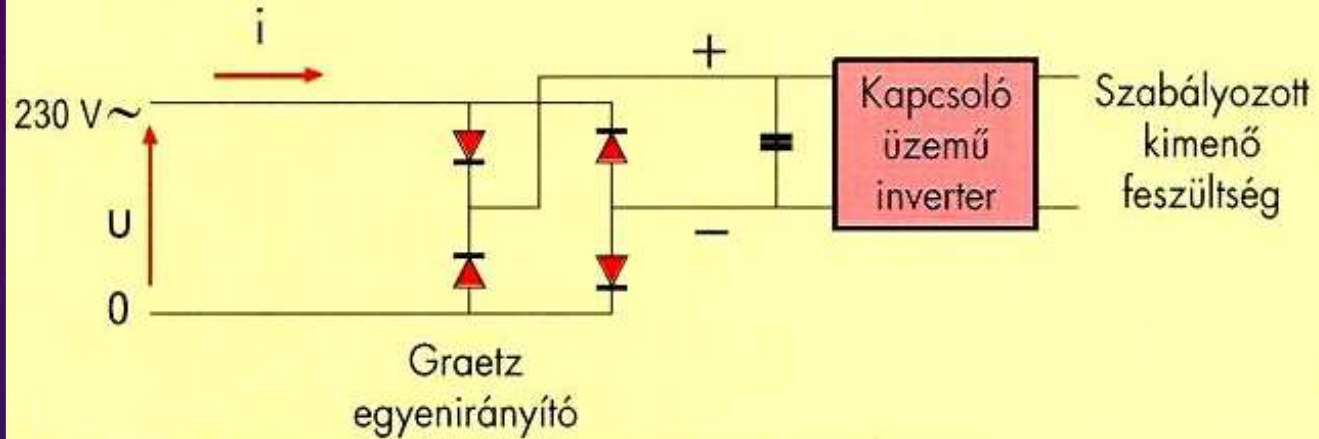 i
+
230 V~
U
0
−
Kapcsoló
üzemű
inverter
Szabályozott
kimenő
feszültség
Graetz
egyenirányító